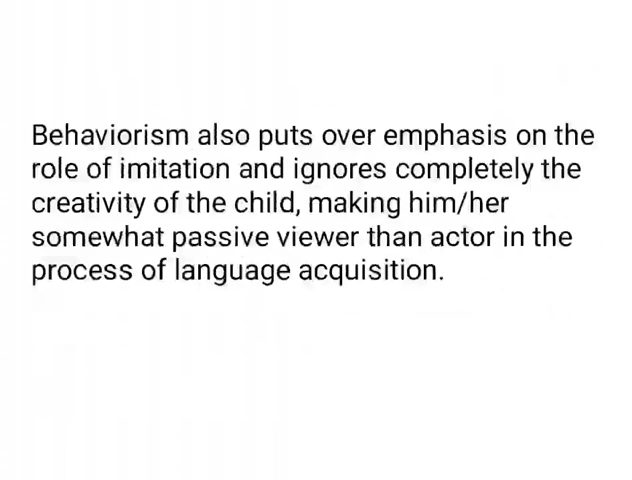 Behaviorism also puts over emphasis on the
role of imitation and ignores completely the
creativity of the child, making him/her
somewhat passive viewer than actor in the
process of language acquisition.